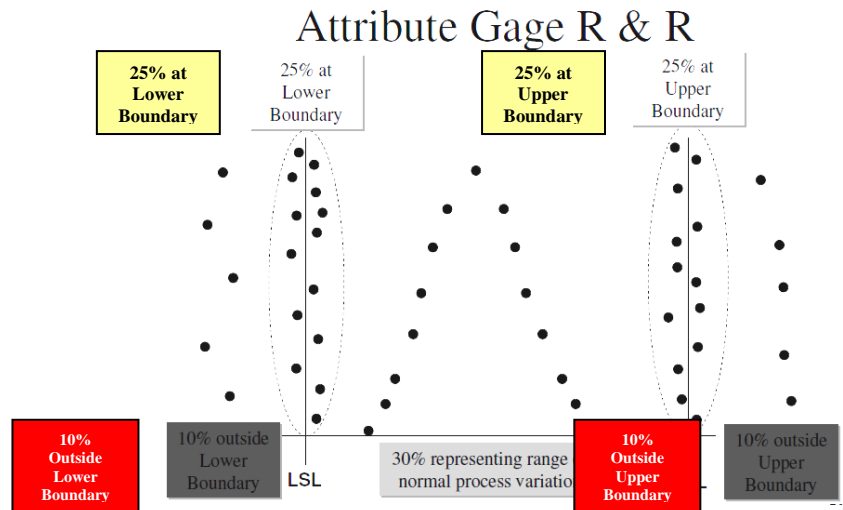 Attribute Gage R & R
25% at
Lower
Boundary
25% at
Lower
Boundary
25% at
Upper
Boundary
25% at
Upper
Boundary
10%
Outside
Lower
Boundary
10% outside
Lower
Boundary
LSL
30% representing range
normal process variatio
10%
Outside
Upper
Boundary
10% outside
Upper
Boundary